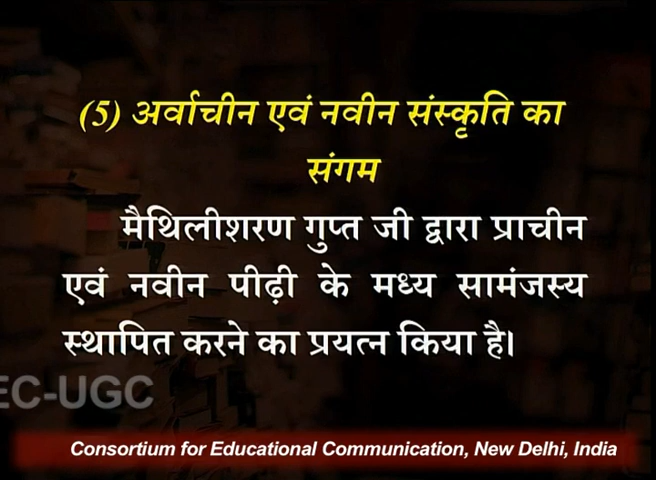 (5) अर्वाचीन एवं नवीन संस्कृति का
संगम
मैथिलीशरण गुप्त जी द्वारा प्राचीन
एवं नवीन पीढ़ी के मध्य सामंजस्य
स्थापित करने का प्रयत्न किया है।
EC-UGC
Consortium for Educational Communication, New Delhi, India